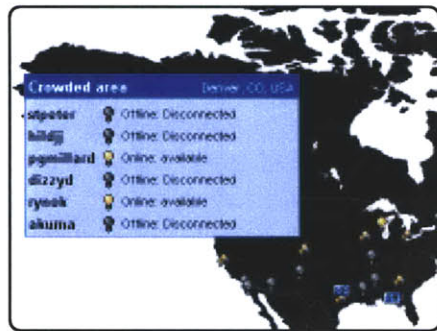 Crowded area Denver, CO, USA
stpeter Offline: Disconnected
hildjj Offline: Disconnected
pgmillard Online: available
dizzyd Offline: Disconnected
rynok Online: available
akuma Offline: Disconnected